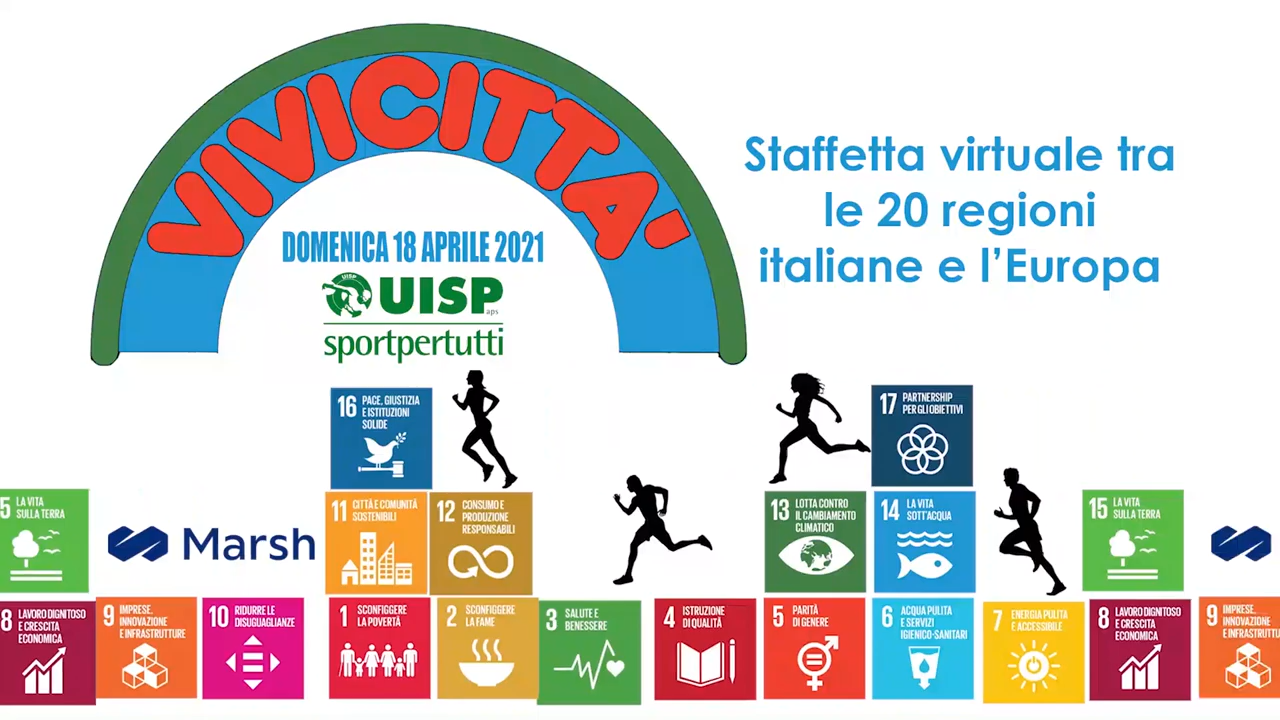 VIVICITTA'
DOMENICA 18 APRILE 2021
UISP
UISP
aps
sportpertutti
Staffetta virtuale tra
le 20 regioni
italiane e l'Europa
16 PACE, GIUSTIZIA
E ISTITUZIONI
SOLIDE
17 PARTNERSHIP
PER GLI OBIETTIVI
5 LA VITA
SULLA TERRA
Marsh
11 CITTÀ E COMUNITÀ
SOSTENIBILI
12 CONSUMO E
PRODUZIONE
RESPONSABILI
13 LOTTA CONTRO
IL CAMBIAMENTO
CLIMATICO
14 LA VITA
SOTT'ACQUA
15 LA VITA
SULLA TERRA
8 LAVORO DIGNITOSO
E CRESCITA
ECONOMICA
9 IMPRESE,
INNOVAZIONE
E INFRASTRUTTURE
10 RIDURRE LE
DISUGUAGLIANZE
1 SCONFIGGERE
LA POVERTÀ
2 SCONFIGGERE
LA FAME
3 SALUTE E
BENESSERE
4 ISTRUZIONE
DI QUALITÀ
5 PARITÀ
DI GENERE
6 ACQUA PULITA
E SERVIZI
IGIENICO-SANITARI
7 ENERGIA PULITA
E ACCESSIBILE
8 LAVORO DIGNITOSO
E CRESCITA
ECONOMICA
9 IMPRESE,
INNOVAZIONE
E INFRASTRUTTU